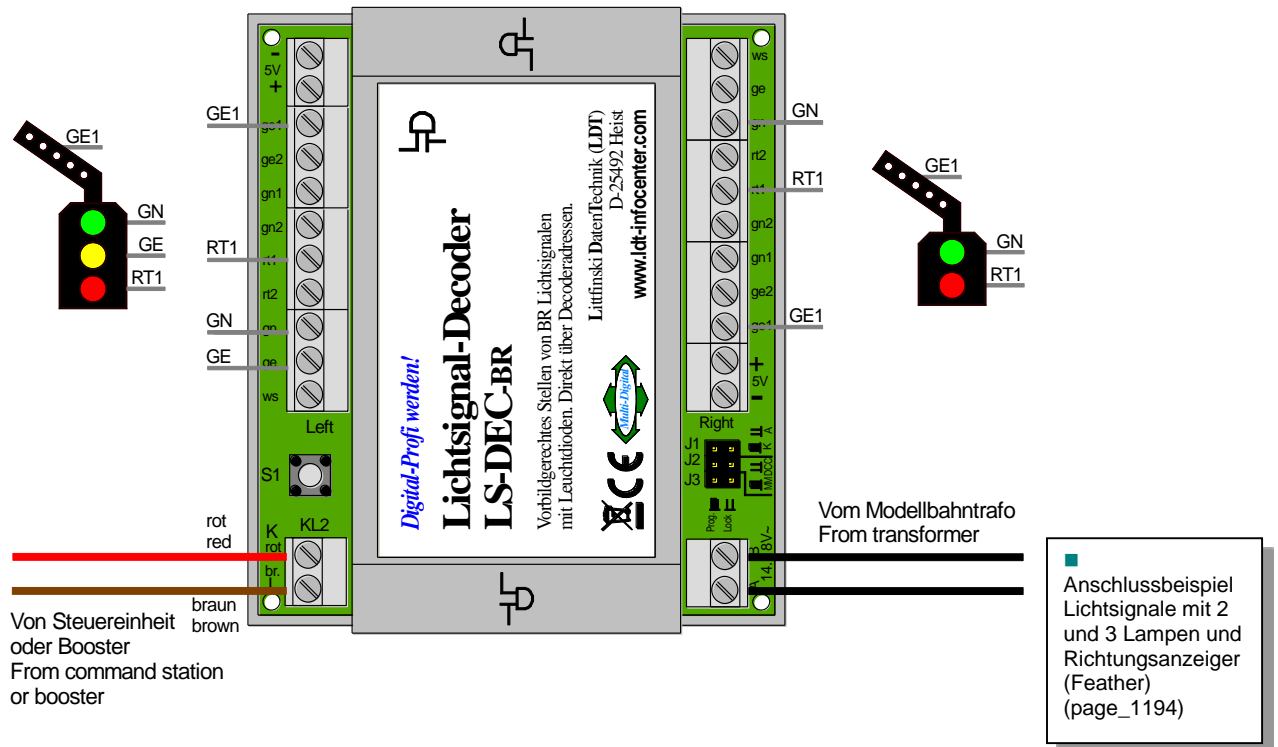 GE1
GN
GE
RT1
GE1
RT1
GN
GE
-
5V
+
ge1
ge2
gn1
gn2
rt1
rt2
gn
ge
ws
Left
S1
KL2
K
rot
br.
rot
red
braun
brown
Von Steuereinheit
oder Booster
From command station
or booster
Digital-Profi werden!
Lichtsignal-Decoder
LS-DEC-BR
Vorbildgerechtes Stellen von BR Lichtsignalen
mit Leuchtdioden. Direkt über Decoderadressen.
Littfinski DatenTechnik (LDT)
D-25492 Heist
www.ldt-infocenter.com
Multi-Digital
CE
ws
ge
gn
rt2
rt1
gn2
gn1
ge2
ge1
+
5V
-
Right
J1
J2
J3
K A
MM DCC
Prog.
Lock
GN
RT1
GE1
GE1
GN
RT1
Vom Modellbahntrafo
From transformer
Anschlussbeispiel
Lichtsignale mit 2
und 3 Lampen und
Richtungsanzeiger
(Feather)
(page_1194)